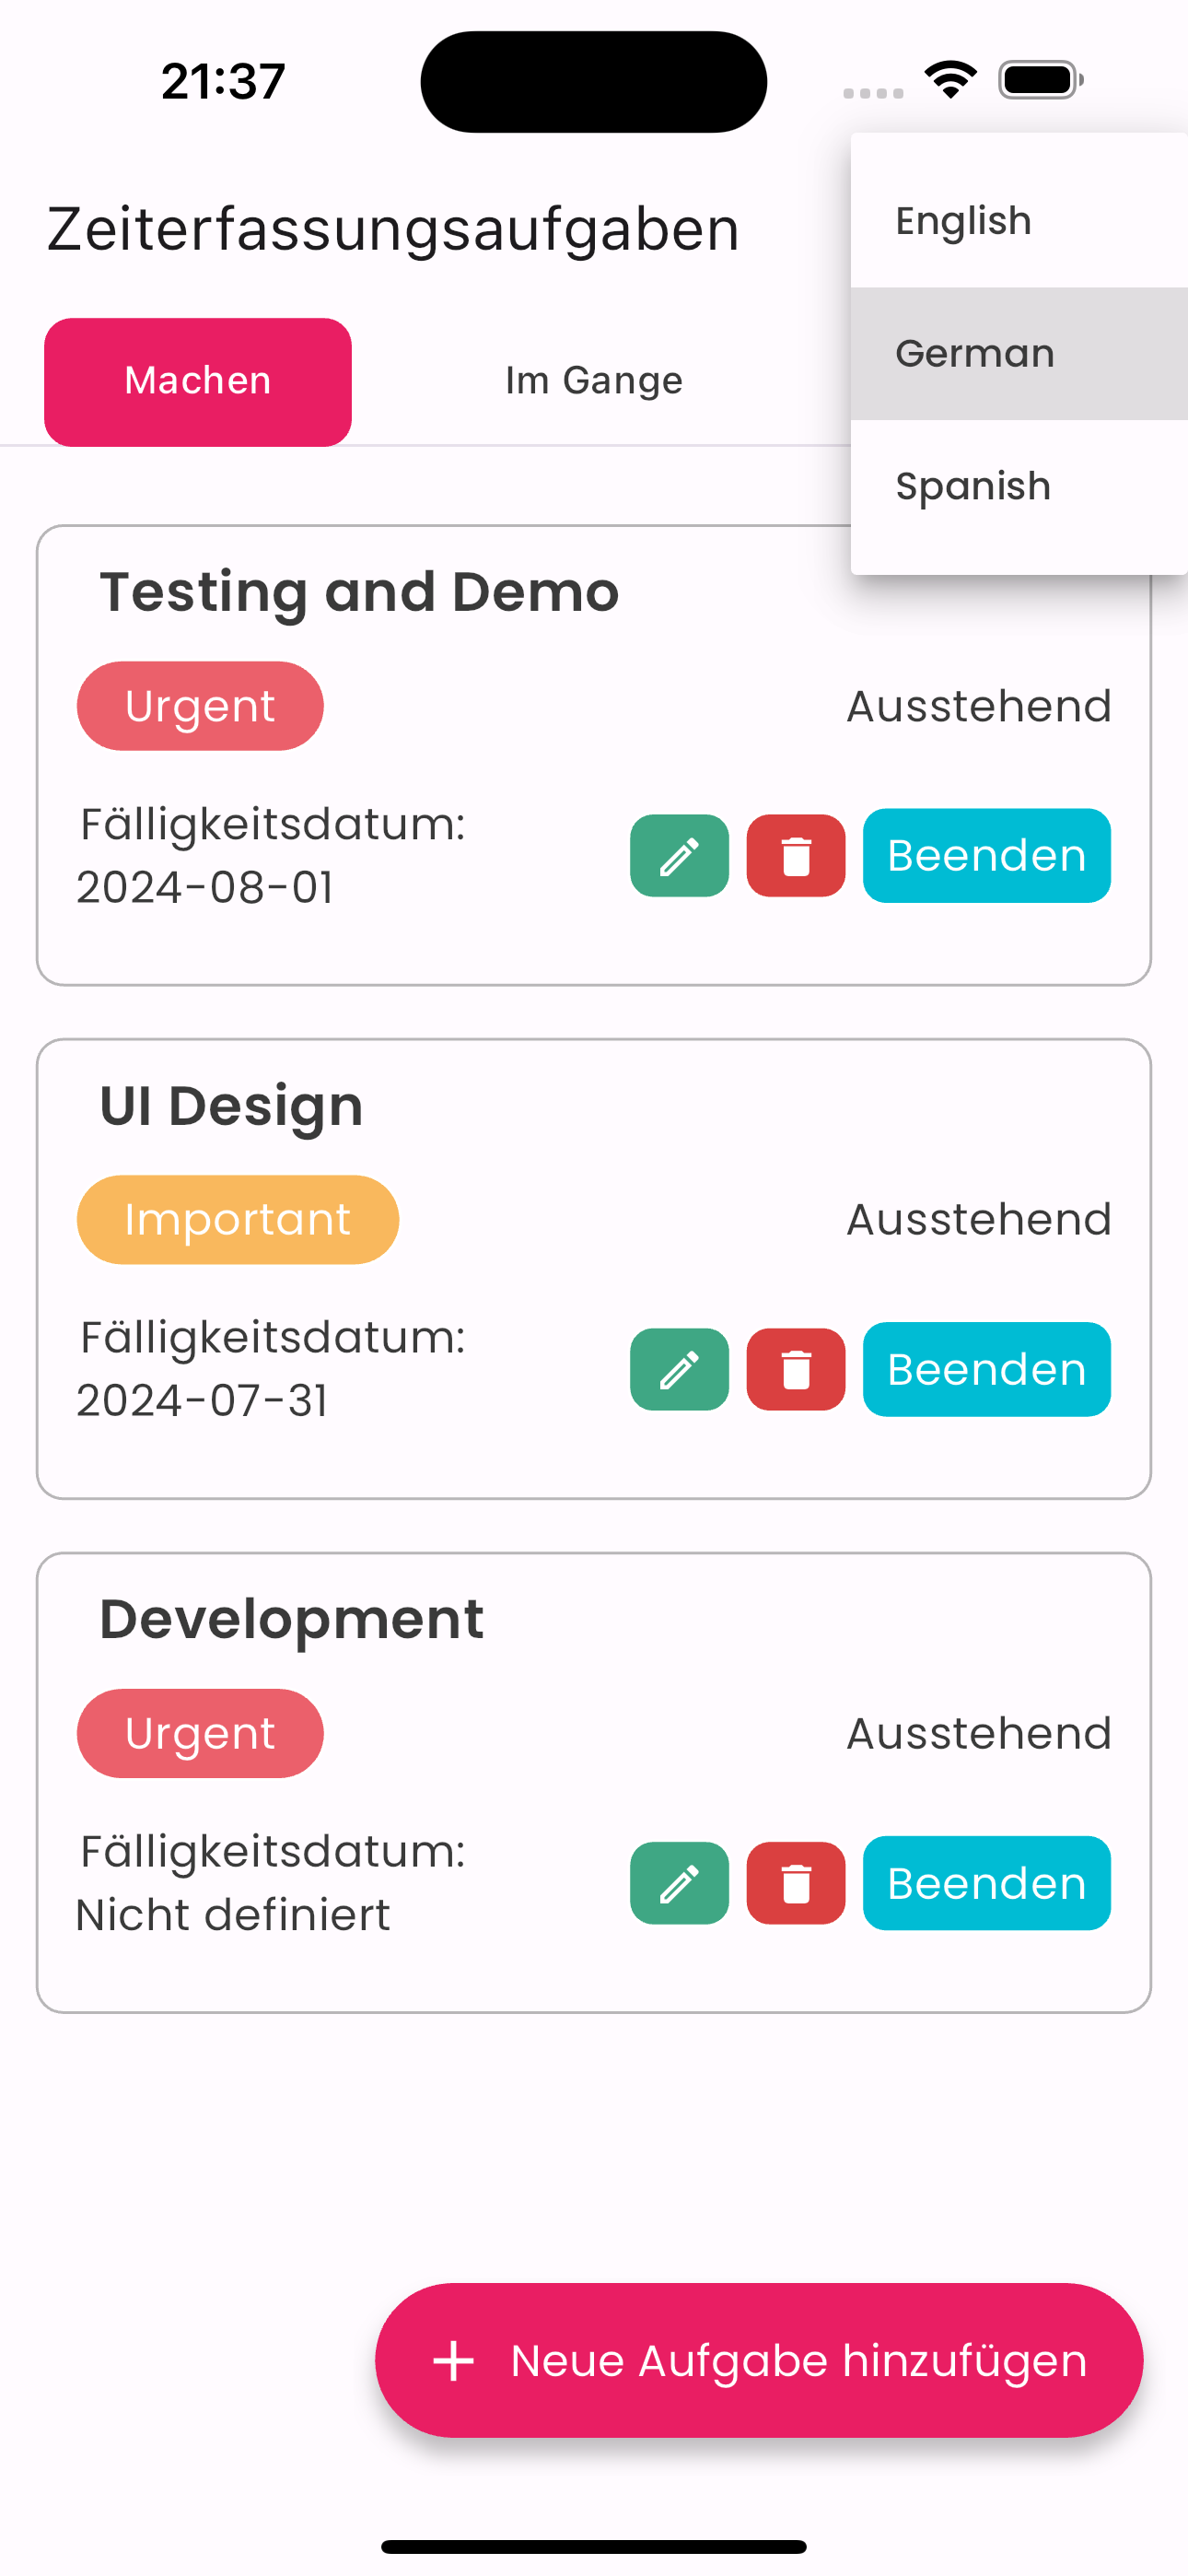 21:37
Zeiterfassungsaufgaben
English
German
Spanish
Machen
Im Gange
Testing and Demo
Urgent
Ausstehend
Fälligkeitsdatum:
2024-08-01
Beenden
UI Design
Important
Ausstehend
Fälligkeitsdatum:
2024-07-31
Beenden
Development
Urgent
Ausstehend
Fälligkeitsdatum:
Nicht definiert
Beenden
+ Neue Aufgabe hinzufügen